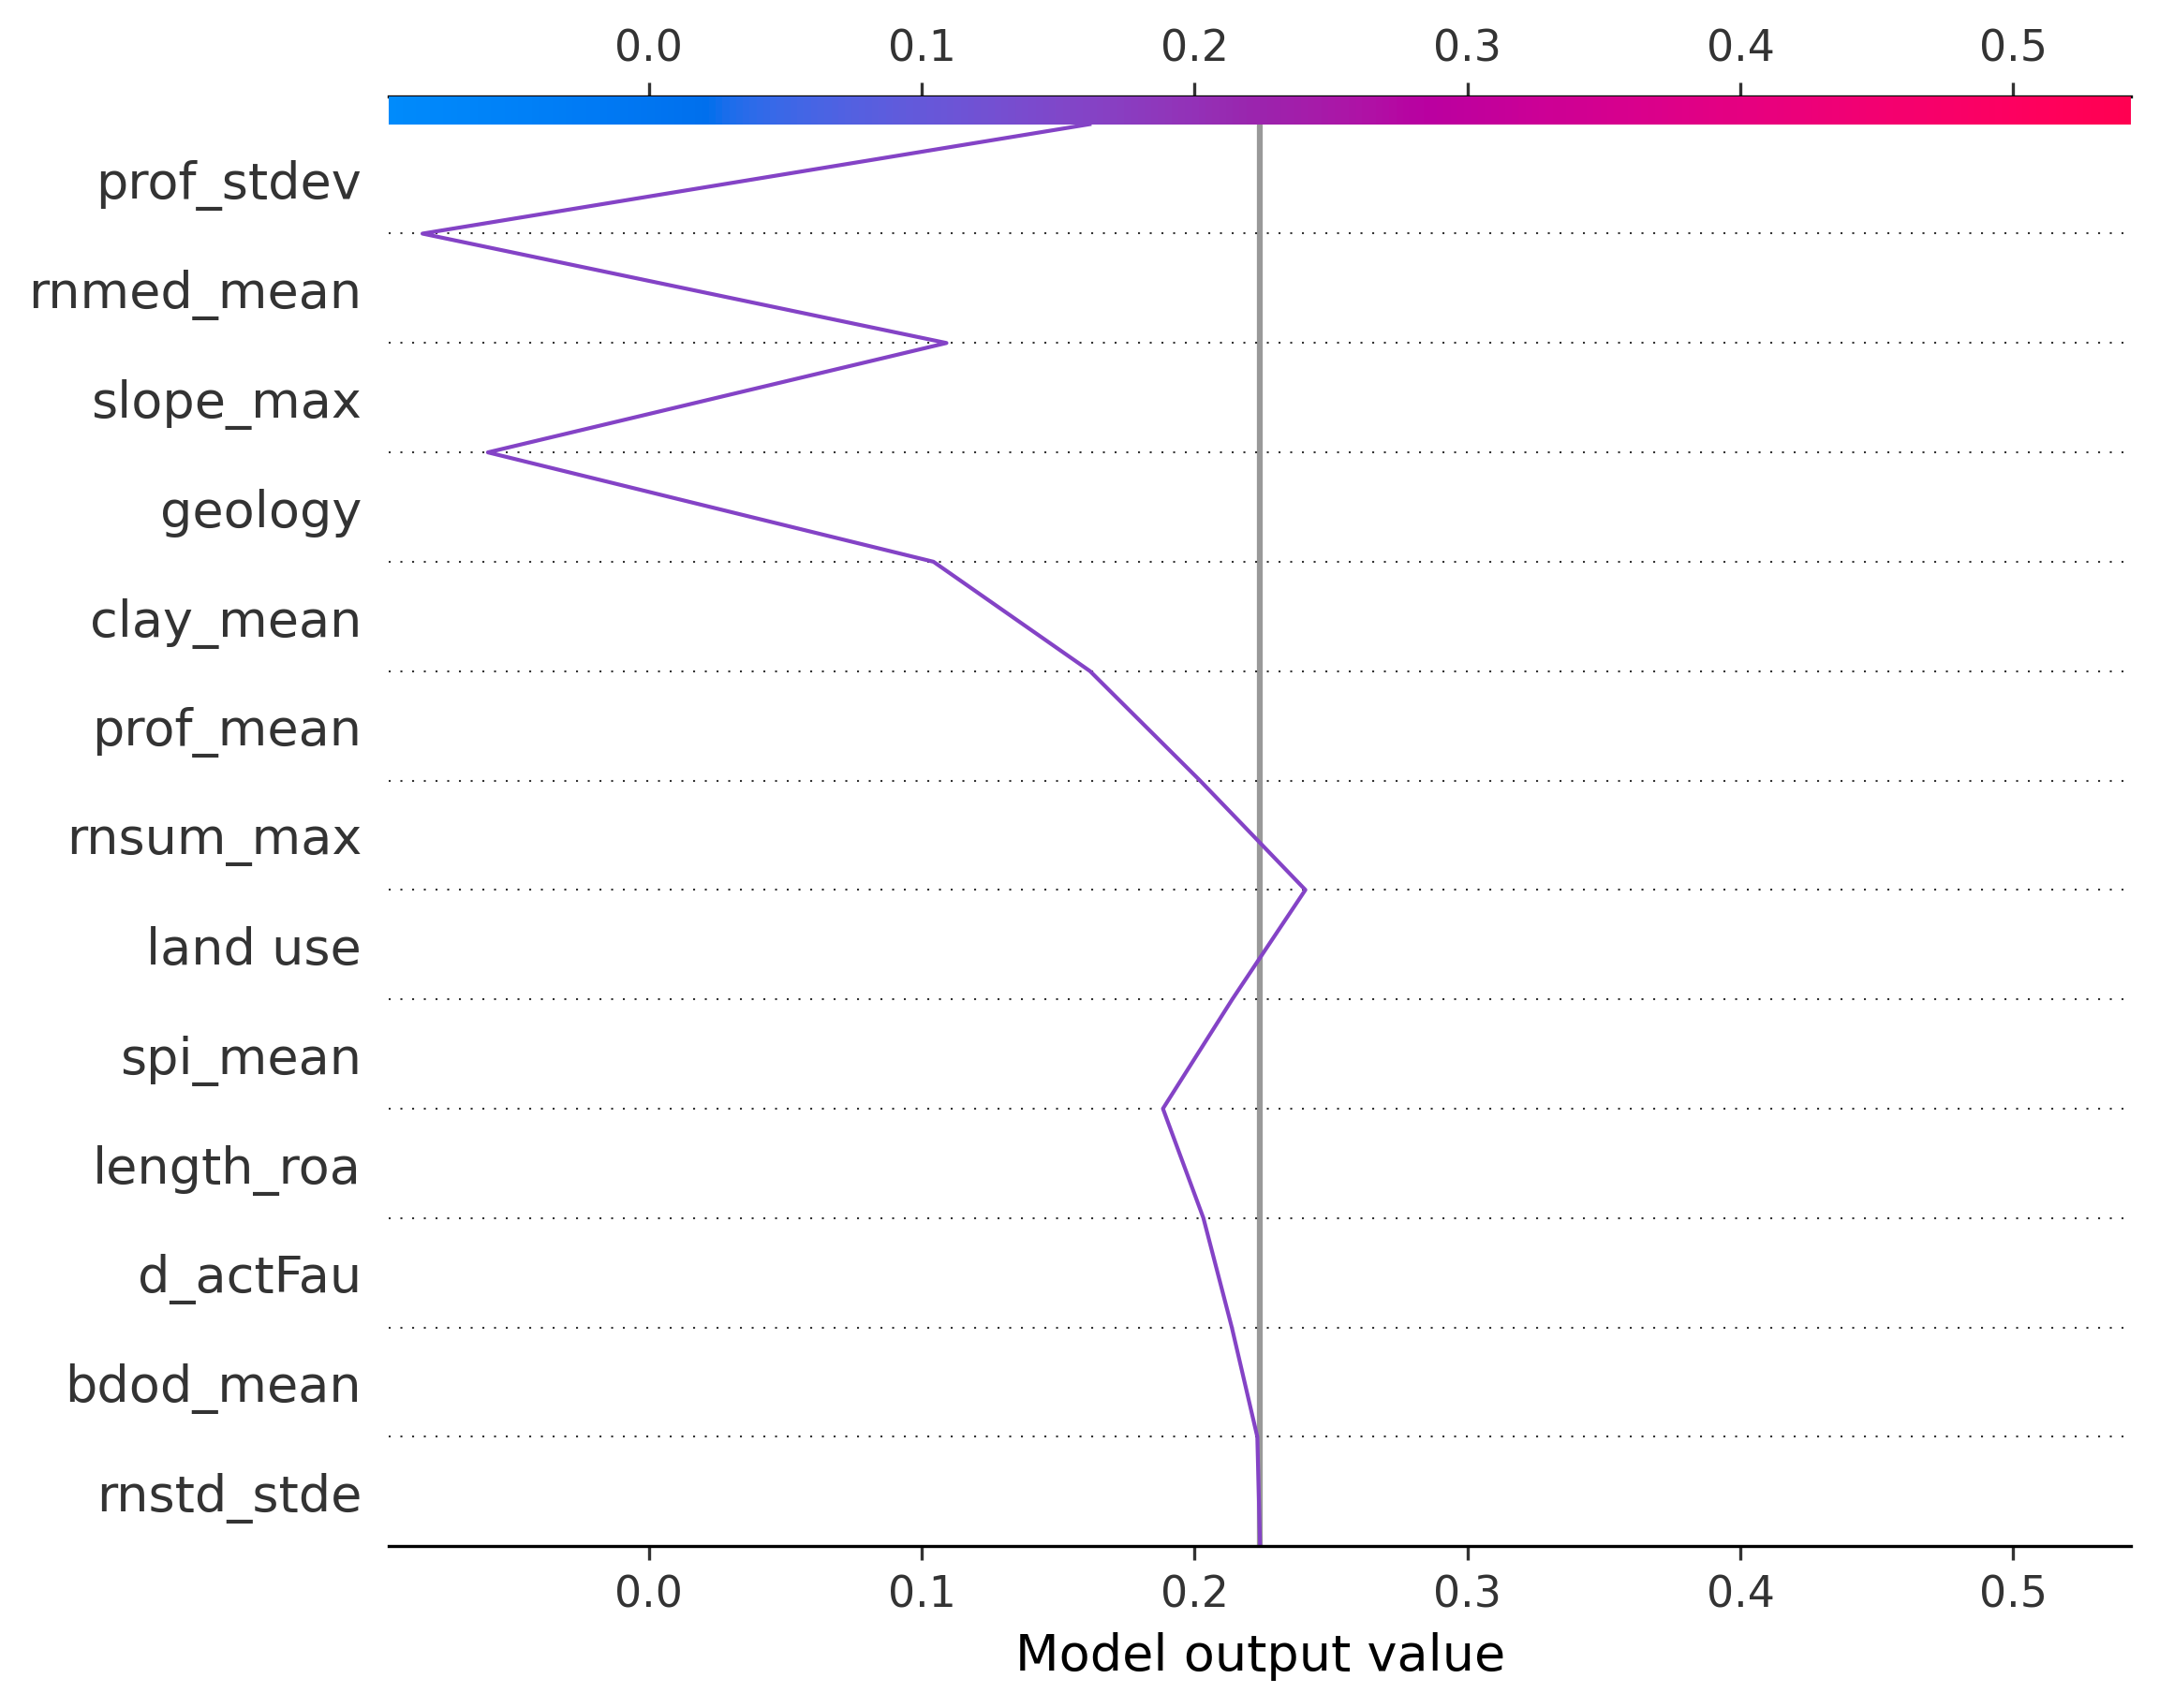 0.0 0.1 0.2 0.3 0.4 0.5
prof_stdev
rnmed_mean
slope_max
geology
clay_mean
prof_mean
rnsum_max
land use
spi_mean
length_roa
d_actFau
bdod_mean
rnstd_stde
0.0 0.1 0.2 0.3 0.4 0.5
Model output value